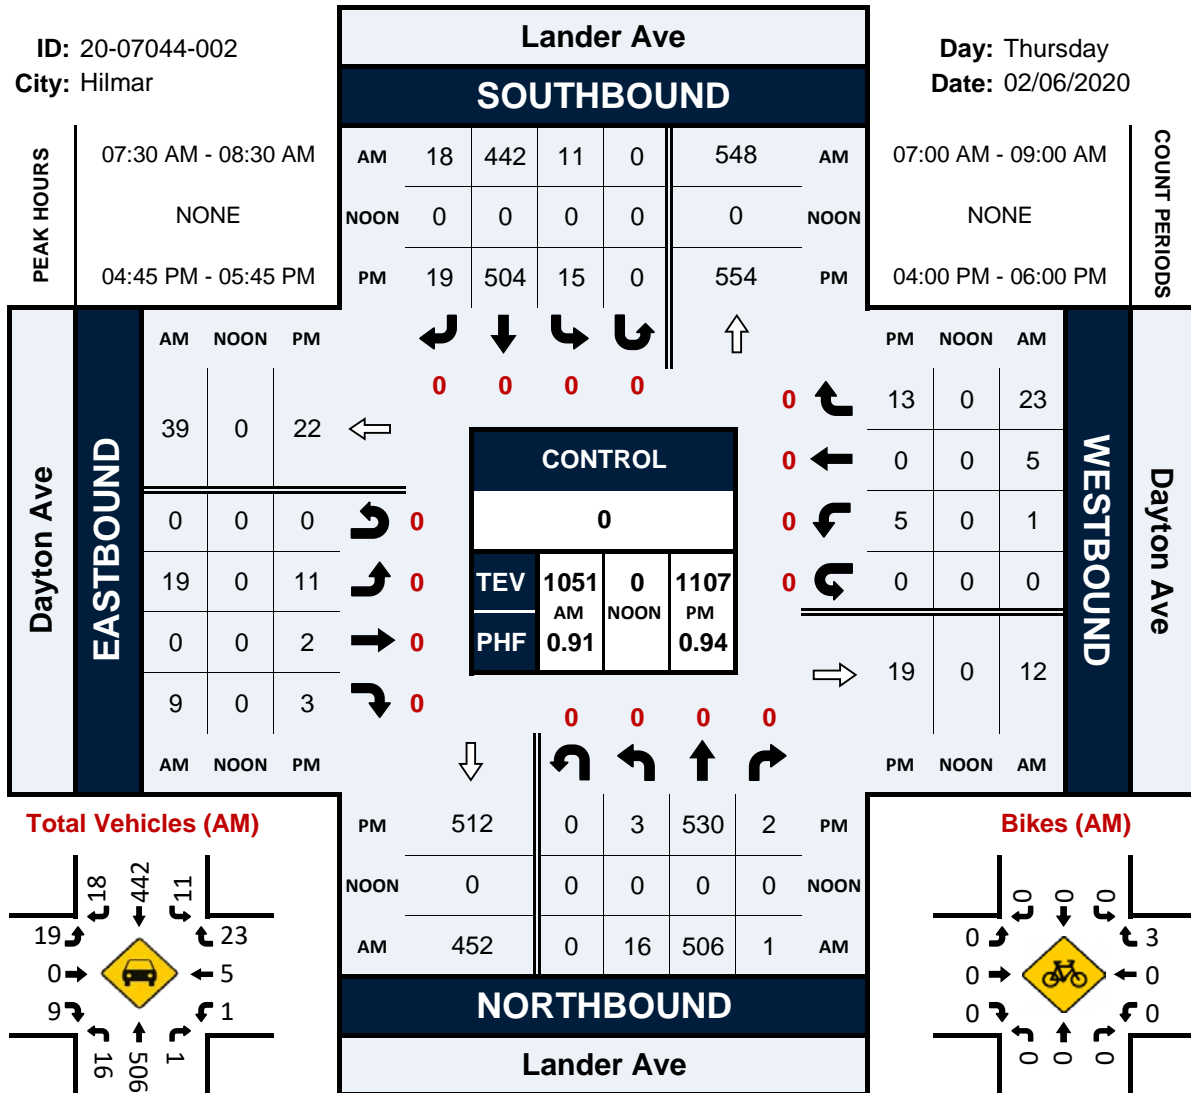 Lander Ave
ID: 20-07044-002
Day: Thursday
City: Hilmar
SOUTHBOUND
Date: 02/06/2020
PEAK HOURS
07:30 AM - 08:30 AM
AM 18 442 11 0 548 AM
07:00 AM - 09:00 AM
COUNT PERIODS
NONE
NOON 0 0 0 0 0 NOON
NONE
04:45 PM - 05:45 PM
PM 19 504 15 0 554 PM
04:00 PM - 06:00 PM
Dayton Ave
EASTBOUND
AM NOON PM
0 0 0 0
39 0 22
0 0 0 0
19 0 11 0
0 0 2 0
9 0 3 0
AM NOON PM
CONTROL
0
TEV 1051 0 1107
AM NOON PM
PHF 0.91 0.94
PM NOON AM
0 13 0 23
0 0 0 5
0 5 0 1
0 0 0 0
19 0 12
PM NOON AM
WESTBOUND
Dayton Ave
0 0 0 0
PM 512 0 3 530 2 PM
NOON 0 0 0 0 0 NOON
AM 452 0 16 506 1 AM
NORTHBOUND
Lander Ave
Total Vehicles (AM)
18 442 11
19 23
0 5
9 1
16 506 1
Bikes (AM)
0 0 0
0 3
0 0
0 0
0 0 0